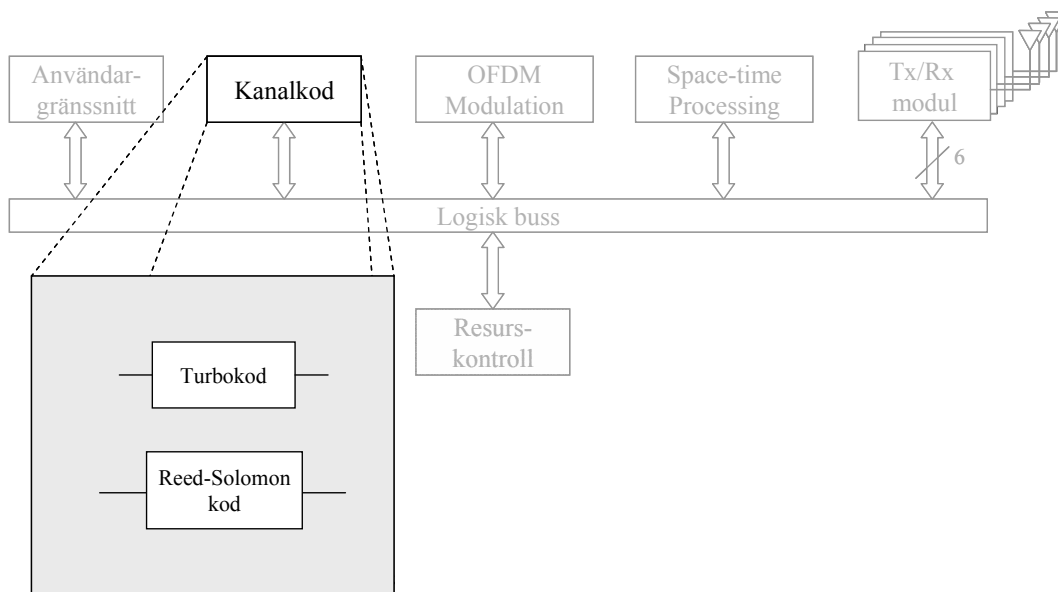 Användar-
gränssnitt
Kanalkod
OFDM
Modulation
Space-time
Processing
Tx/Rx
modul
6
Logisk buss
Resurs-
kontroll
Turbokod
Reed-Solomon
kod